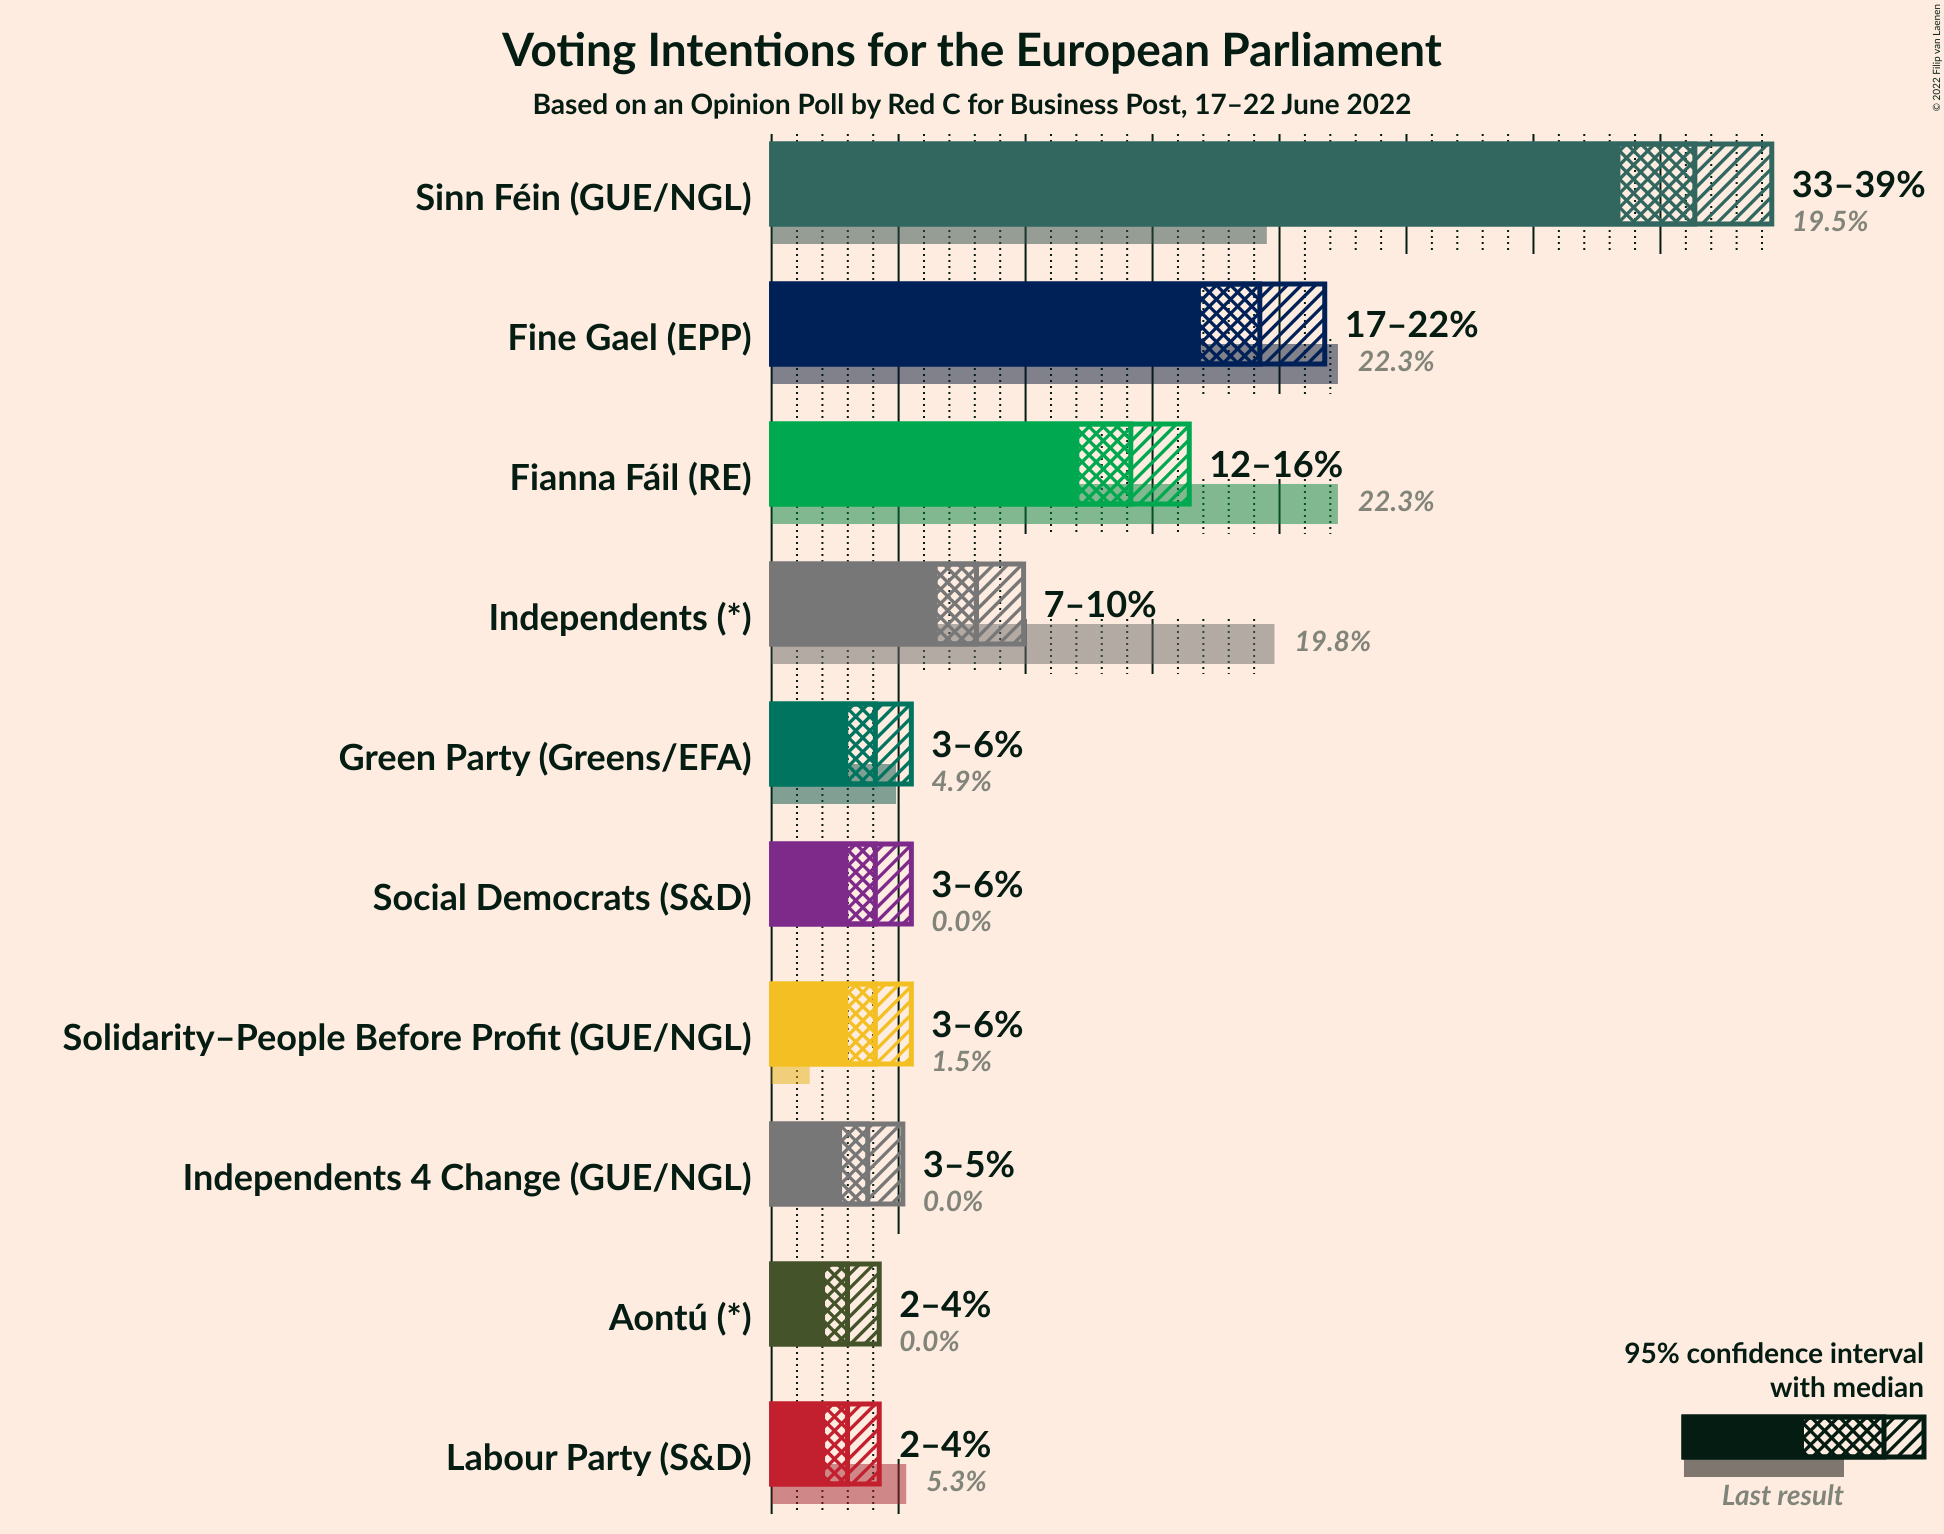 Voting Intentions for the European Parliament
Based on an Opinion Poll by Red C for Business Post, 17–22 June 2022
© 2022 Filip van Laenen
Sinn Féin (GUE/NGL)
33–39%
19.5%
Fine Gael (EPP)
17–22%
22.3%
Fianna Fáil (RE)
12–16%
22.3%
Independents (*)
7–10%
19.8%
Green Party (Greens/EFA)
3–6%
4.9%
Social Democrats (S&D)
3–6%
0.0%
Solidarity–People Before Profit (GUE/NGL)
3–6%
1.5%
Independents 4 Change (GUE/NGL)
3–5%
0.0%
Aontú (*)
2–4%
0.0%
Labour Party (S&D)
2–4%
5.3%
95% confidence interval
with median
Last result